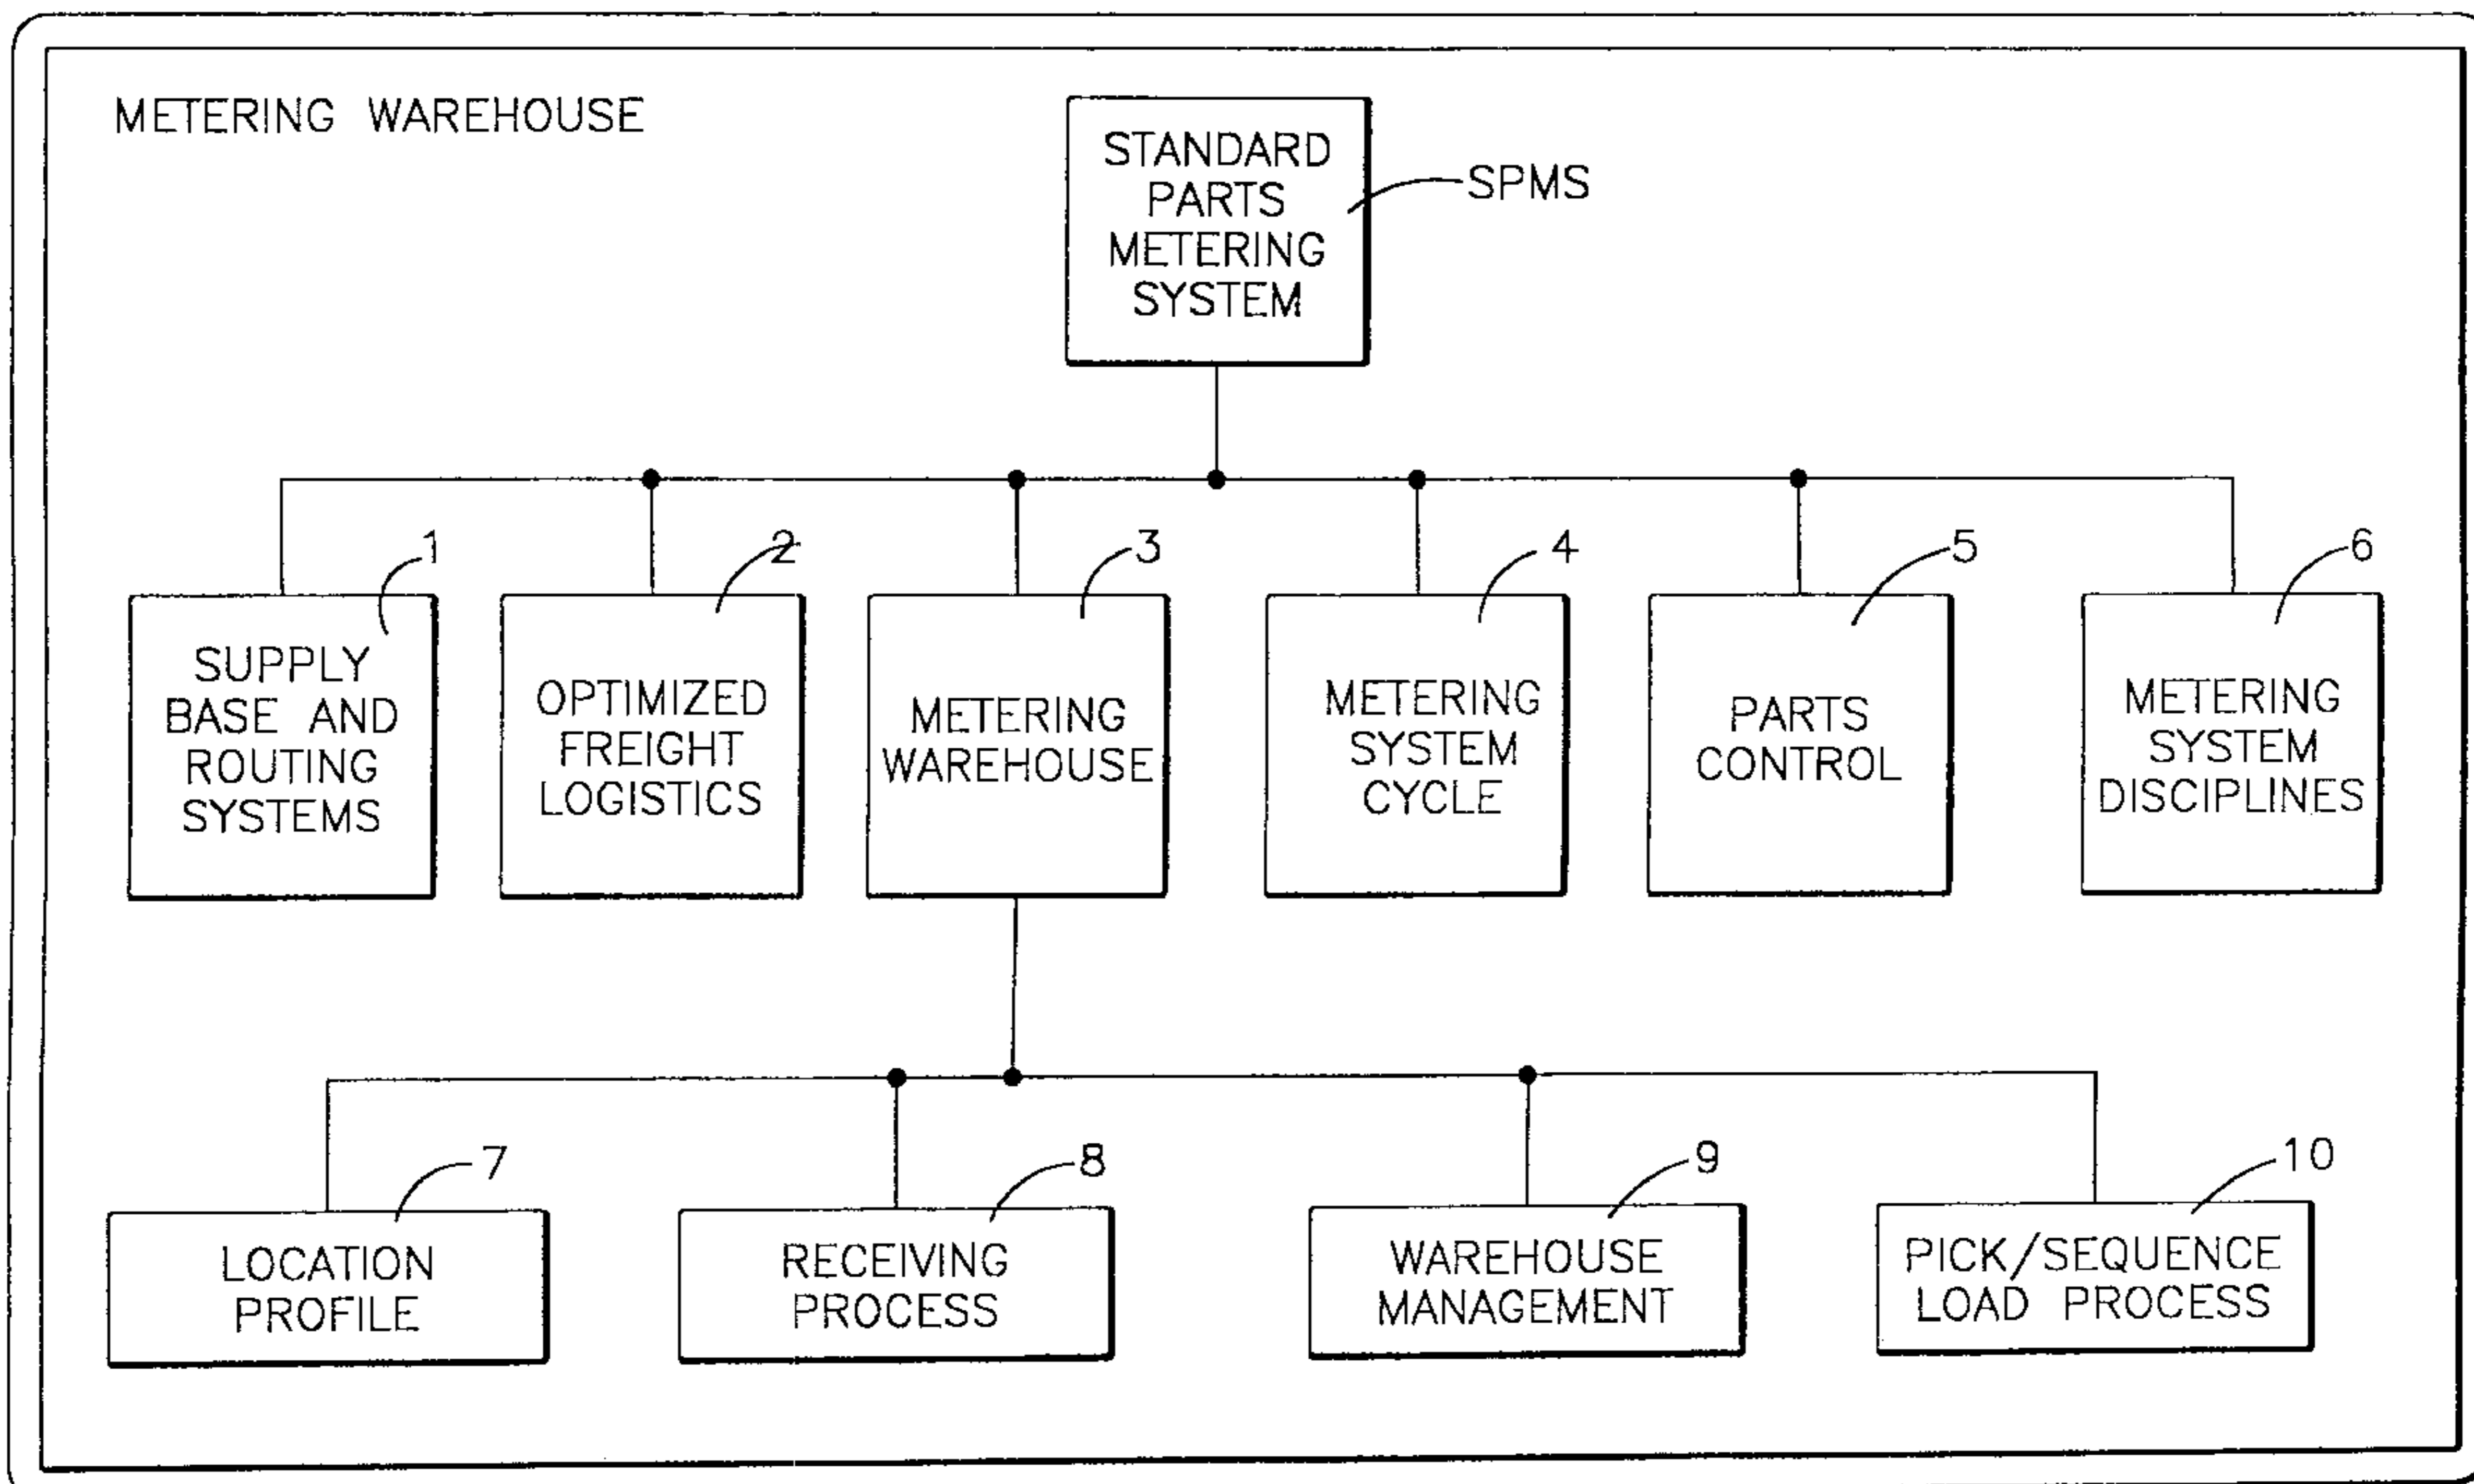 METERING WAREHOUSE
STANDARD
PARTS
METERING
SYSTEM
SPMS
1
2
3
4
5
6
SUPPLY
BASE AND
ROUTING
SYSTEMS
OPTIMIZED
FREIGHT
LOGISTICS
METERING
WAREHOUSE
METERING
SYSTEM
CYCLE
PARTS
CONTROL
METERING
SYSTEM
DISCIPLINES
7
8
9
10
LOCATION
PROFILE
RECEIVING
PROCESS
WAREHOUSE
MANAGEMENT
PICK/SEQUENCE
LOAD PROCESS